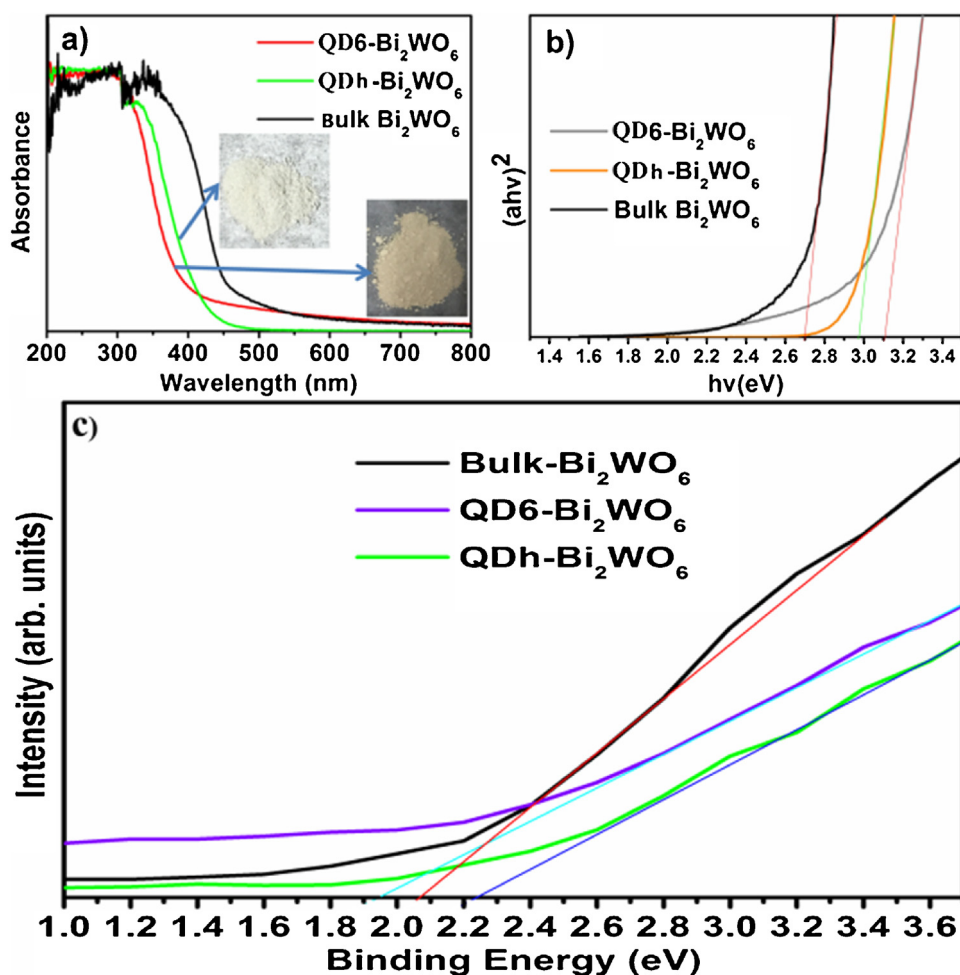 a)
QD6-Bi₂WO₆
QDh-Bi₂WO₆
Bulk Bi₂WO₆
Absorbance
200 300 400 500 600 700 800
Wavelength (nm)
b)
QD6-Bi₂WO₆
QDh-Bi₂WO₆
Bulk Bi₂WO₆
(ahv)²
1.4 1.6 1.8 2.0 2.2 2.4 2.6 2.8 3.0 3.2 3.4
hv(eV)
c)
Bulk-Bi₂WO₆
QD6-Bi₂WO₆
QDh-Bi₂WO₆
Intensity (arb. units)
1.0 1.2 1.4 1.6 1.8 2.0 2.2 2.4 2.6 2.8 3.0 3.2 3.4 3.6
Binding Energy (eV)